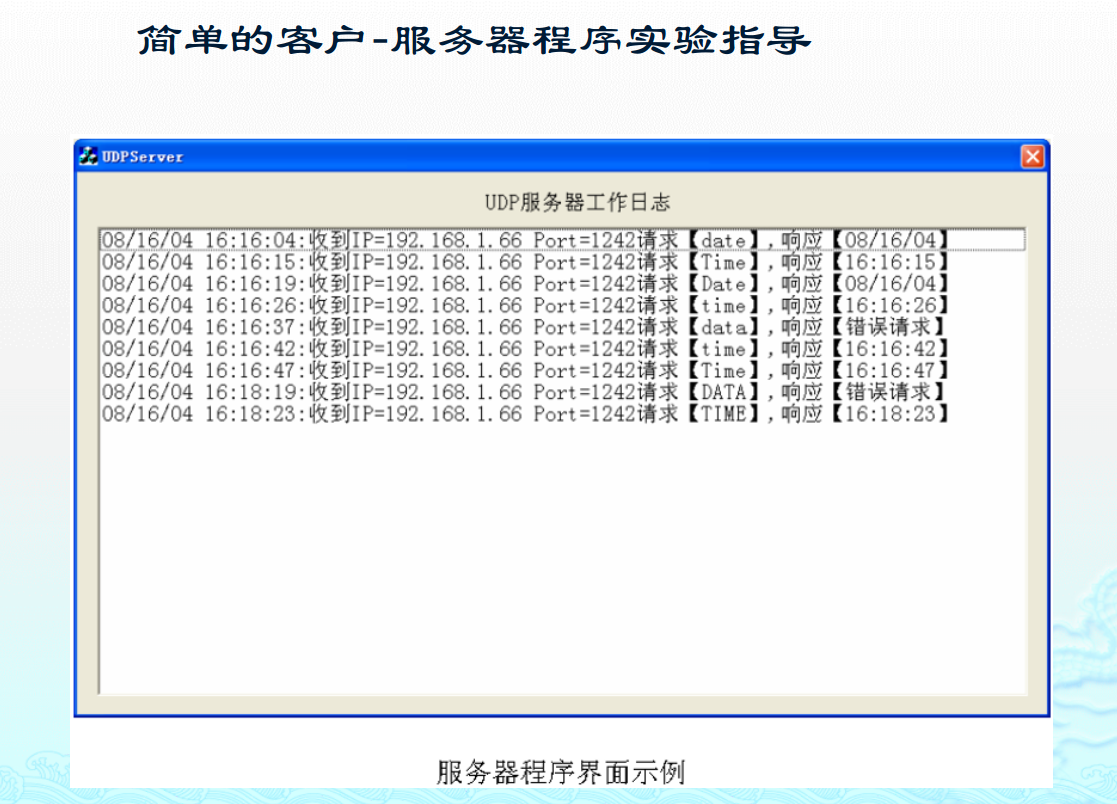 简单的客户-服务器程序实验指导
UDPServer
UDP服务器工作日志
08/16/04 16:16:04:收到IP=192.168.1.66 Port=1242请求【date】,响应【08/16/04】
08/16/04 16:16:15:收到IP=192.168.1.66 Port=1242请求【Time】,响应【16:16:15】
08/16/04 16:16:19:收到IP=192.168.1.66 Port=1242请求【Date】,响应【08/16/04】
08/16/04 16:16:26:收到IP=192.168.1.66 Port=1242请求【time】,响应【16:16:26】
08/16/04 16:16:37:收到IP=192.168.1.66 Port=1242请求【data】,响应【错误请求】
08/16/04 16:16:42:收到IP=192.168.1.66 Port=1242请求【time】,响应【16:16:42】
08/16/04 16:16:47:收到IP=192.168.1.66 Port=1242请求【Time】,响应【16:16:47】
08/16/04 16:18:19:收到IP=192.168.1.66 Port=1242请求【DATA】,响应【错误请求】
08/16/04 16:18:23:收到IP=192.168.1.66 Port=1242请求【TIME】,响应【16:18:23】
服务器程序界面示例